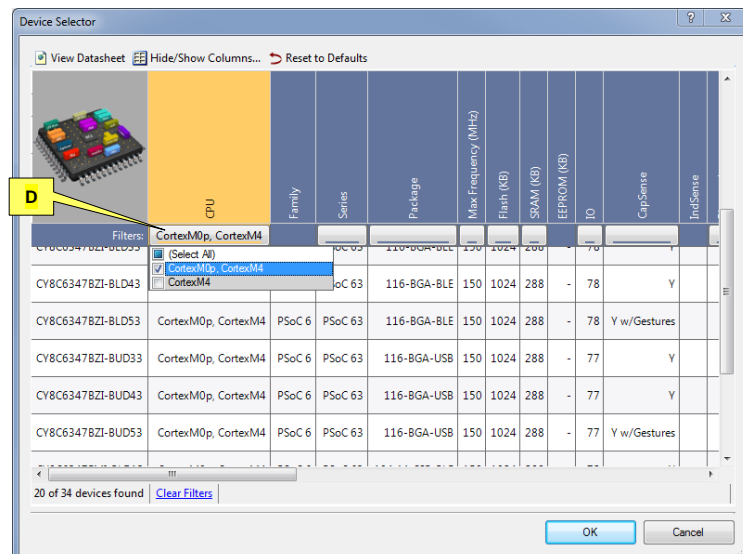 Device Selector
View Datasheet Hide/Show Columns... Reset to Defaults
D
CPU
Family
Series
Package
Max Frequency (MHz)
Flash (KB)
SRAM (KB)
EEPROM (KB)
IO
CapSense
IndSense
Filters: CortexM0p, CortexM4
(Select All)
CortexM0p, CortexM4
CortexM4
CY8C6347BZI-BLD43 PSoC 63 116-BGA-BLE 150 1024 288 - 78 Y
CY8C6347BZI-BLD53 CortexM0p, CortexM4 PSoC 6 PSoC 63 116-BGA-BLE 150 1024 288 - 78 Y w/Gestures
CY8C6347BZI-BUD33 CortexM0p, CortexM4 PSoC 6 PSoC 63 116-BGA-USB 150 1024 288 - 77 Y
CY8C6347BZI-BUD43 CortexM0p, CortexM4 PSoC 6 PSoC 63 116-BGA-USB 150 1024 288 - 77 Y
CY8C6347BZI-BUD53 CortexM0p, CortexM4 PSoC 6 PSoC 63 116-BGA-USB 150 1024 288 - 77 Y w/Gestures
20 of 34 devices found Clear Filters
OK Cancel